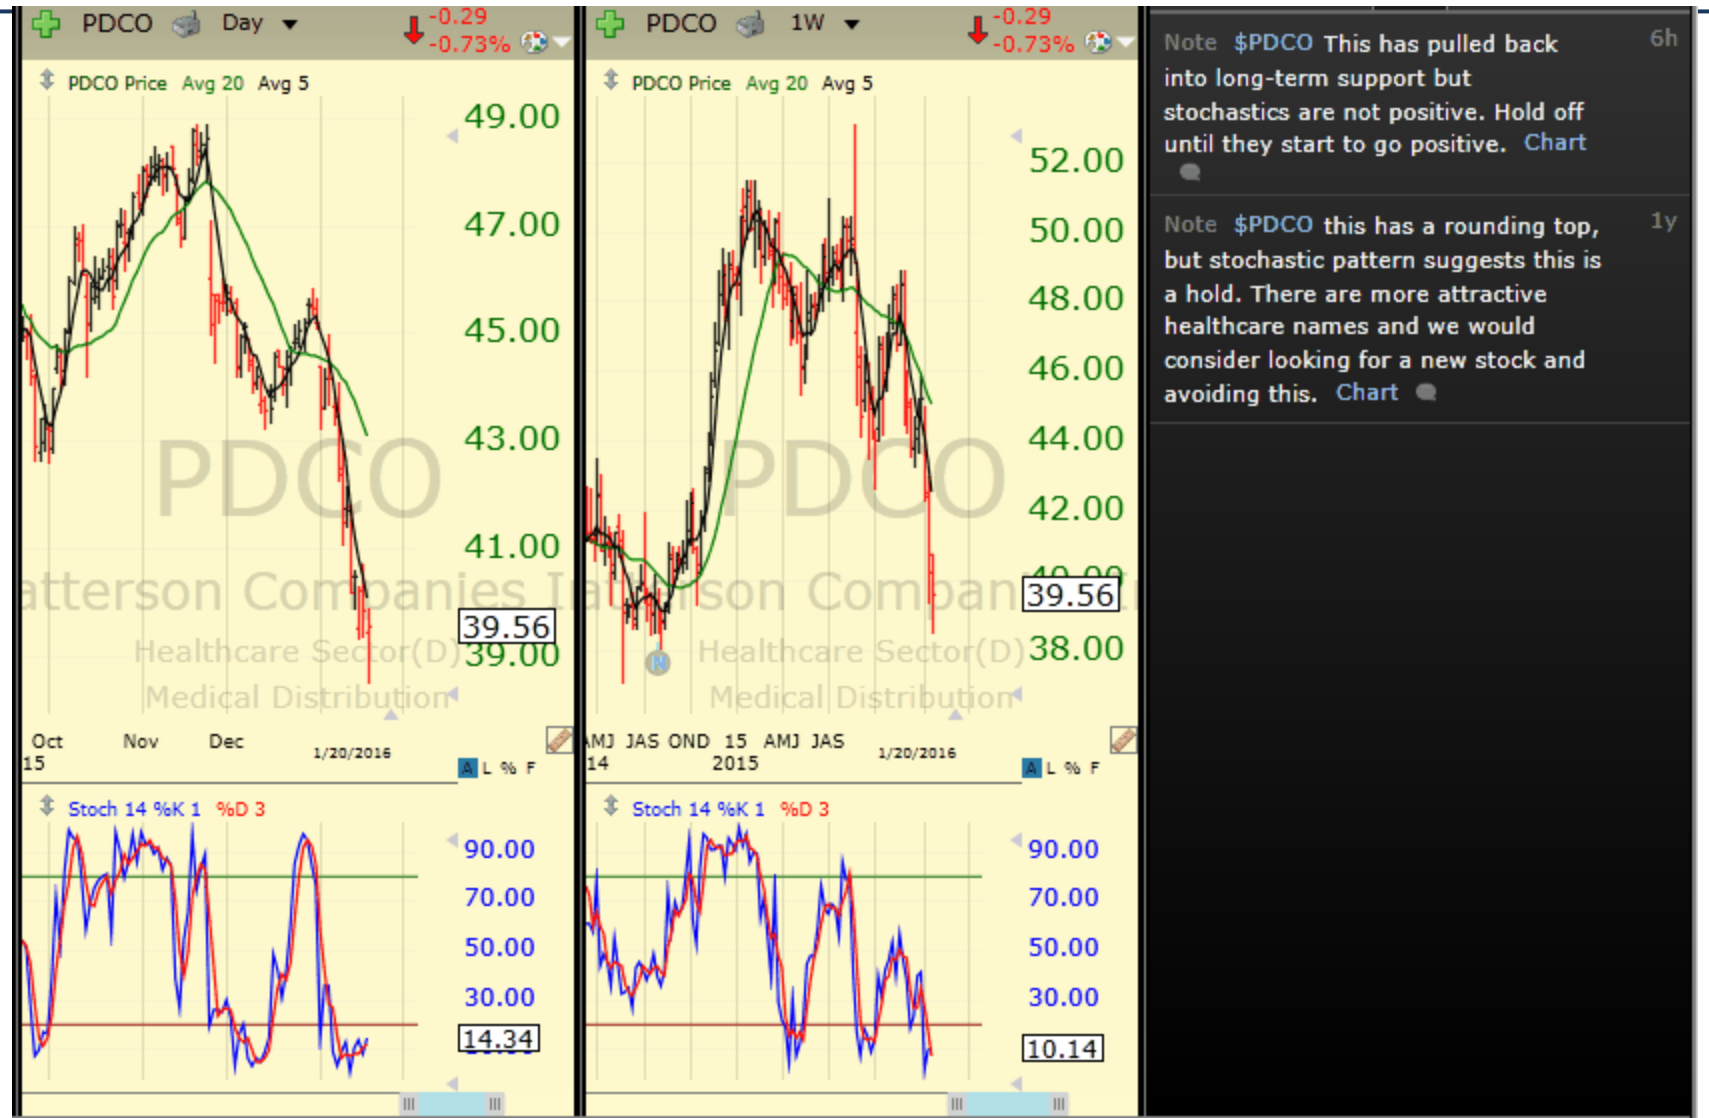 PDCO Day
-0.29
-0.73%
PDCO Price Avg 20 Avg 5
49.00
47.00
45.00
43.00
41.00
39.56
39.00
PDCO
atterson Companies I
Healthcare Sector(D)
Medical Distribution
Oct Nov Dec 1/20/2016
15
A L % F
Stoch 14 %K 1 %D 3
90.00
70.00
50.00
30.00
14.34
PDCO 1W
-0.29
-0.73%
PDCO Price Avg 20 Avg 5
52.00
50.00
48.00
46.00
44.00
42.00
40.00
39.56
38.00
PDCO
Healthcare Sector(D)
Medical Distribution
N
AMJ JAS OND 15 AMJ JAS 1/20/2016
14 2015
A L % F
Stoch 14 %K 1 %D 3
90.00
70.00
50.00
30.00
10.14
Note $PDCO This has pulled back 6h
into long-term support but
stochastics are not positive. Hold off
until they start to go positive. Chart
Note $PDCO this has a rounding top, 1y
but stochastic pattern suggests this is
a hold. There are more attractive
healthcare names and we would
consider looking for a new stock and
avoiding this. Chart